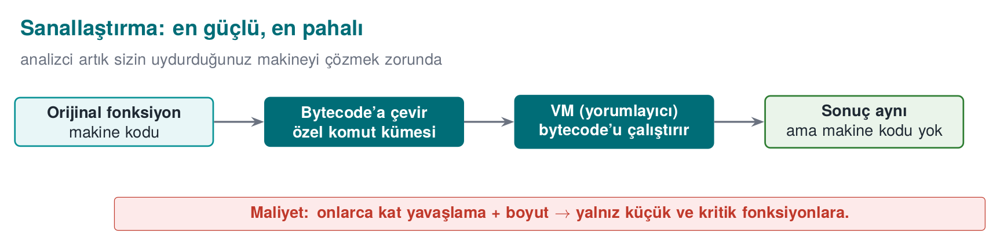 Sanallaştırma: en güçlü, en pahalı
analizci artık sizin uydurduğunuz makineyi çözmek zorunda
Orijinal fonksiyon
makine kodu
Bytecode’a çevir
özel komut kümesi
VM (yorumlayıcı)
bytecode’u çalıştırır
Sonuç aynı
ama makine kodu yok
Maliyet: onlarca kat yavaşlama + boyut → yalnız küçük ve kritik fonksiyonlara.